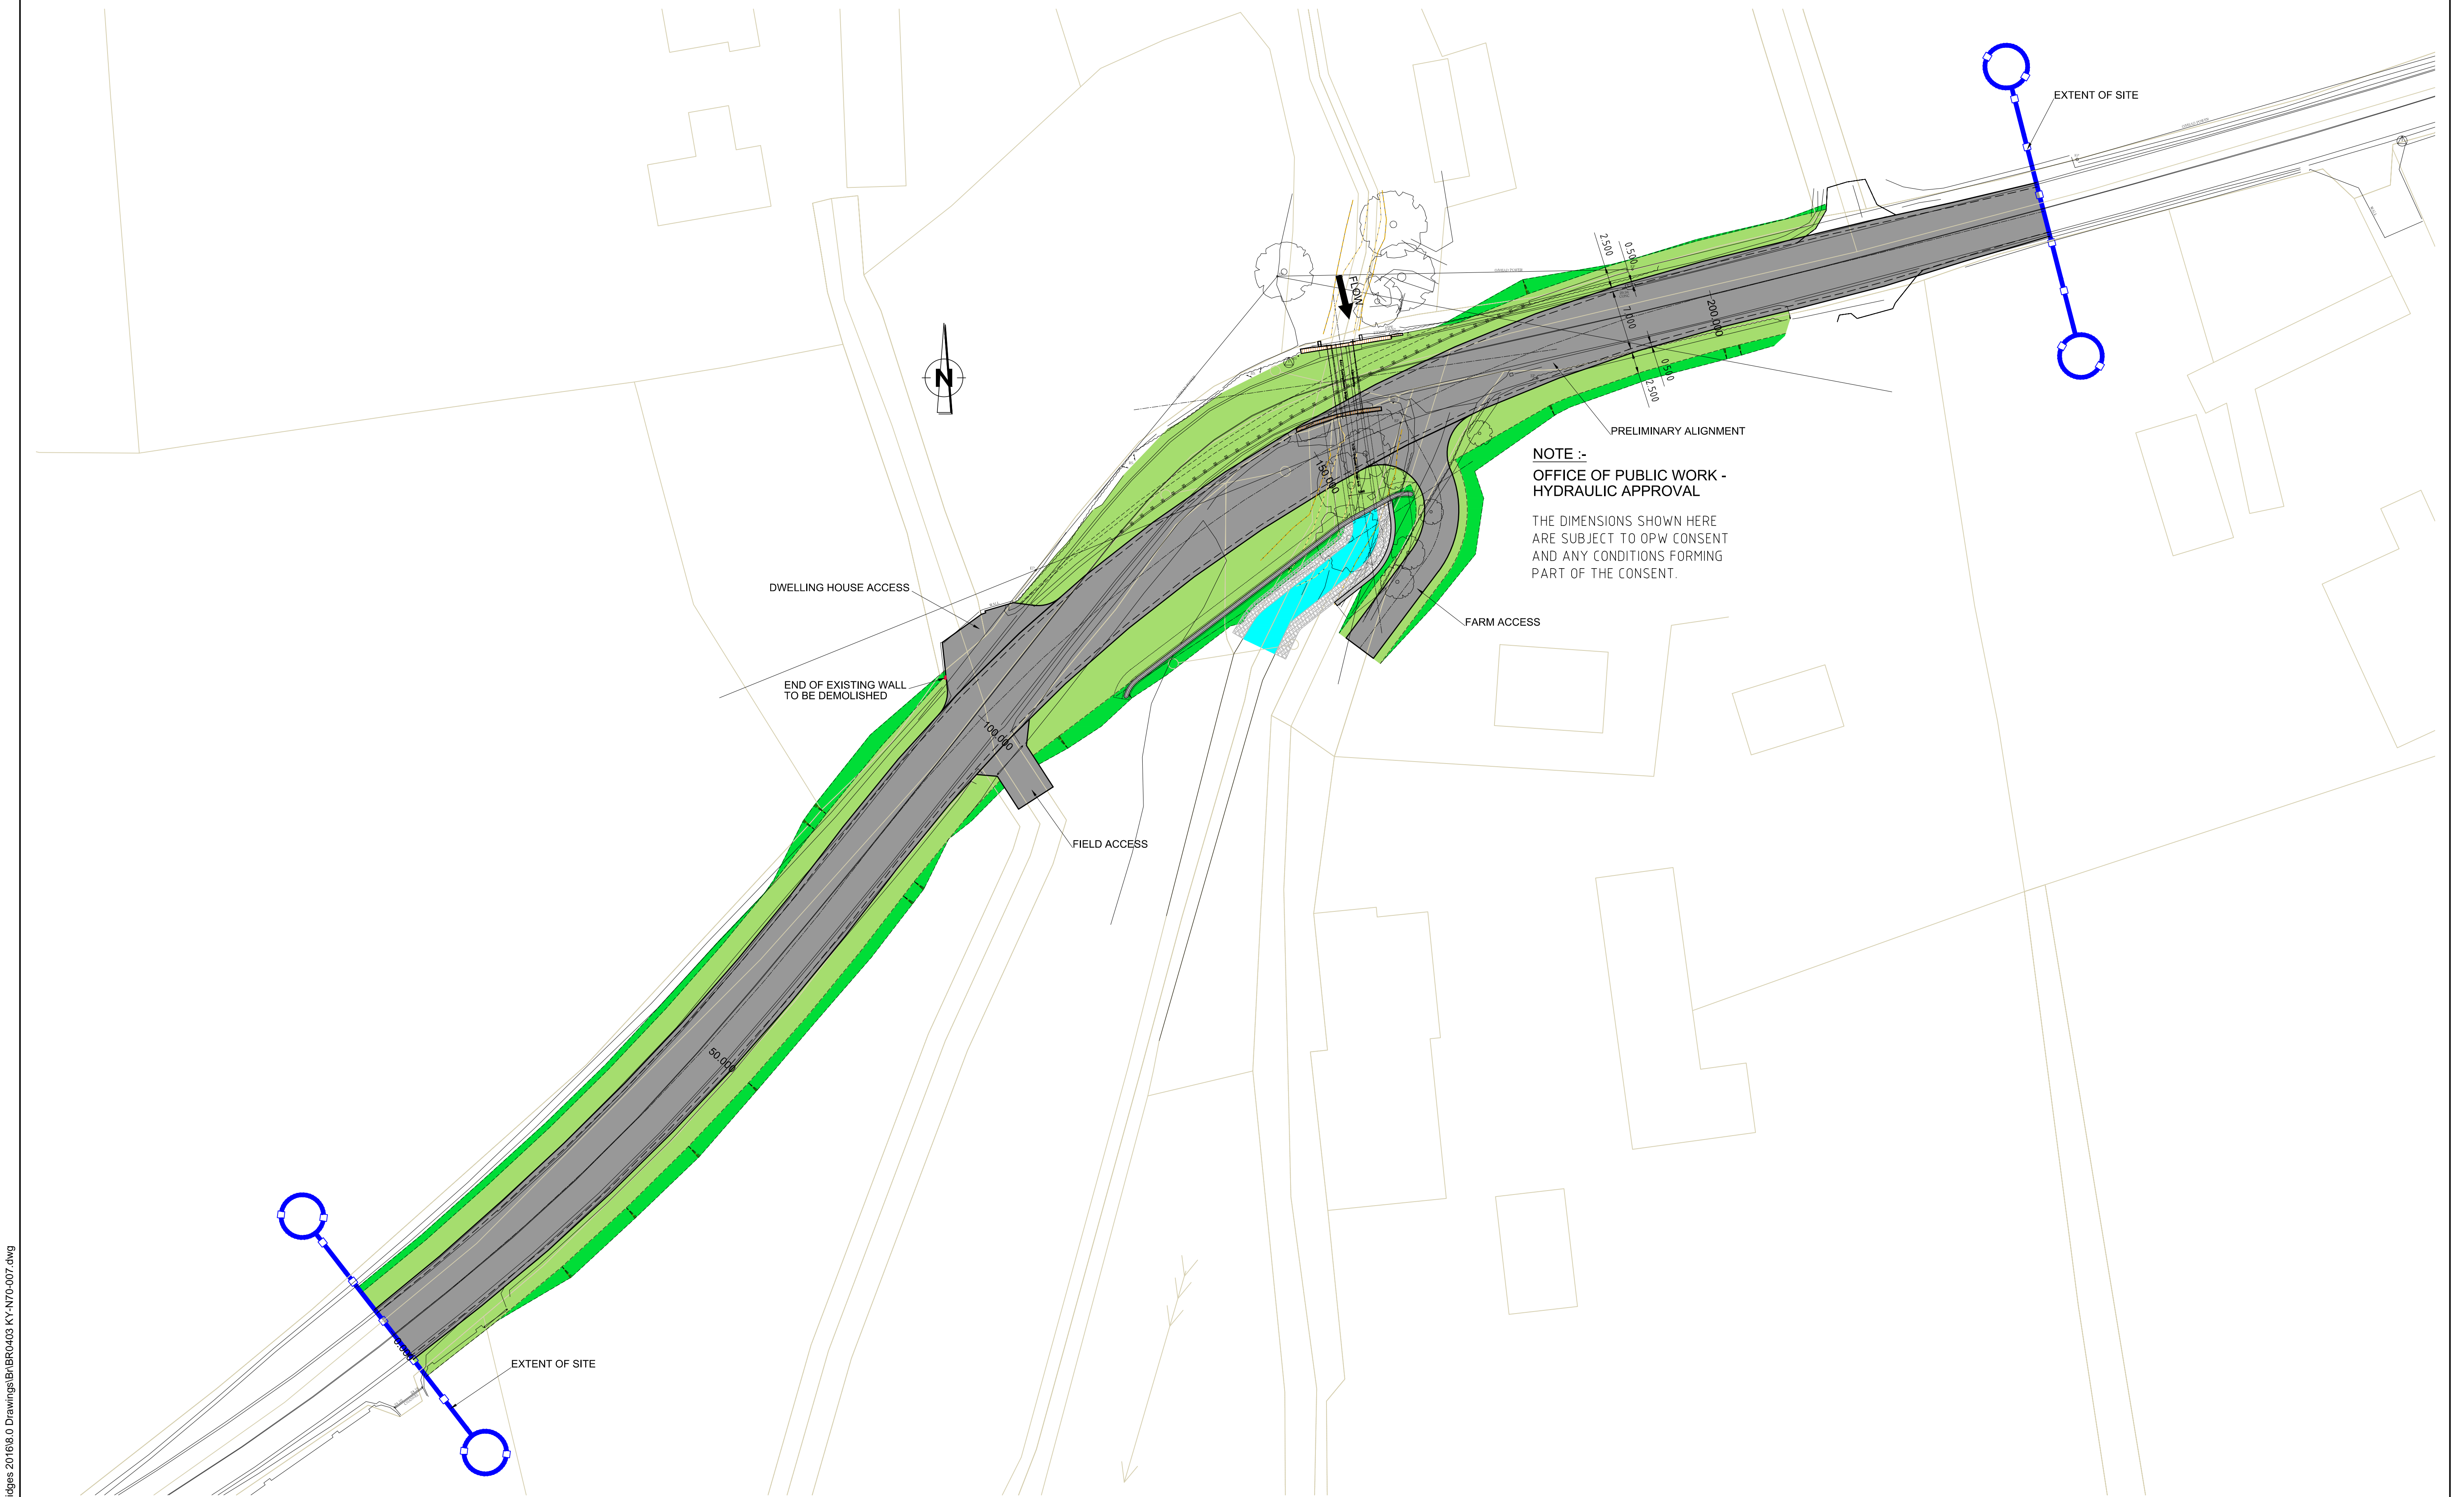 EXTENT OF SITE
2.500
0.500
FLOW
7.000
200.000
0.500
2.500
N
PRELIMINARY ALIGNMENT
NOTE :-
OFFICE OF PUBLIC WORK -
HYDRAULIC APPROVAL
150.000
THE DIMENSIONS SHOWN HERE
ARE SUBJECT TO OPW CONSENT
AND ANY CONDITIONS FORMING
PART OF THE CONSENT.
DWELLING HOUSE ACCESS
FARM ACCESS
END OF EXISTING WALL
TO BE DEMOLISHED
100.000
FIELD ACCESS
50.000
0.000
EXTENT OF SITE
idges 2016\8.0 Drawings\Br\BR0403 KY-N70-007.dwg